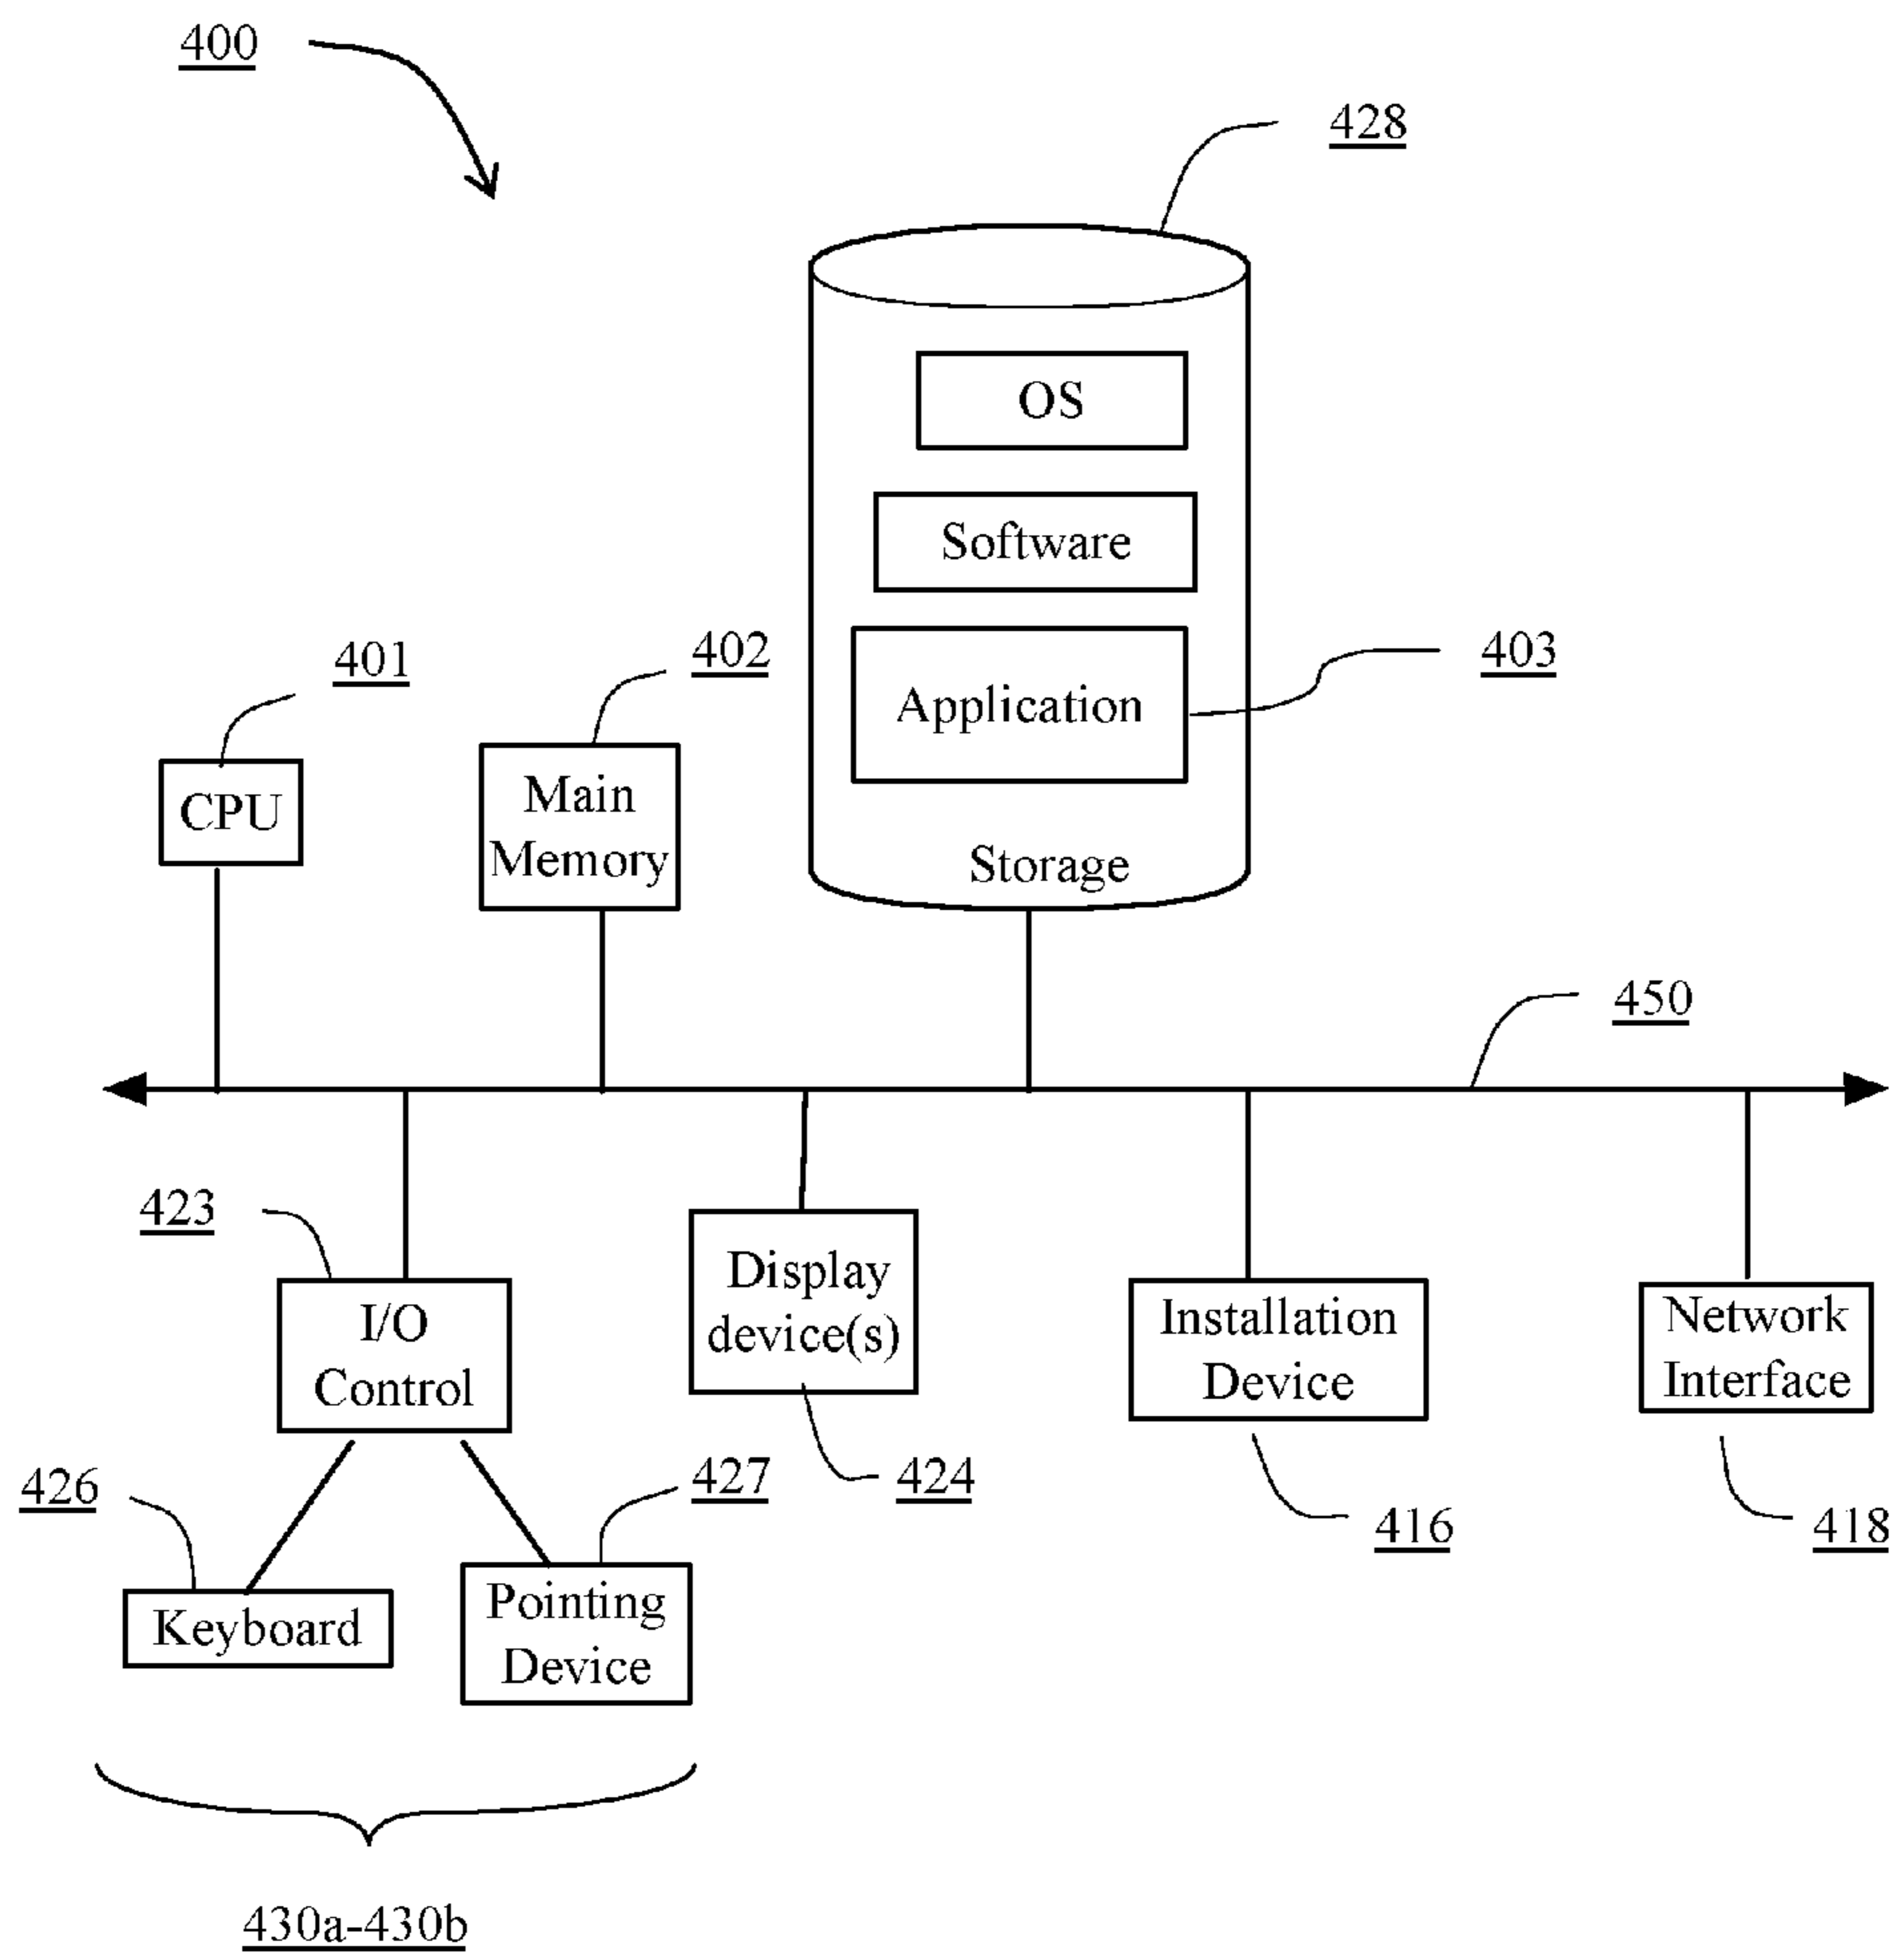 400
428
OS
Software
401
402
403
Application
CPU
Main
Memory
Storage
450
423
Display
device(s)
I/O
Control
Installation
Device
Network
Interface
426
427
424
416
418
Keyboard
Pointing
Device
430a-430b